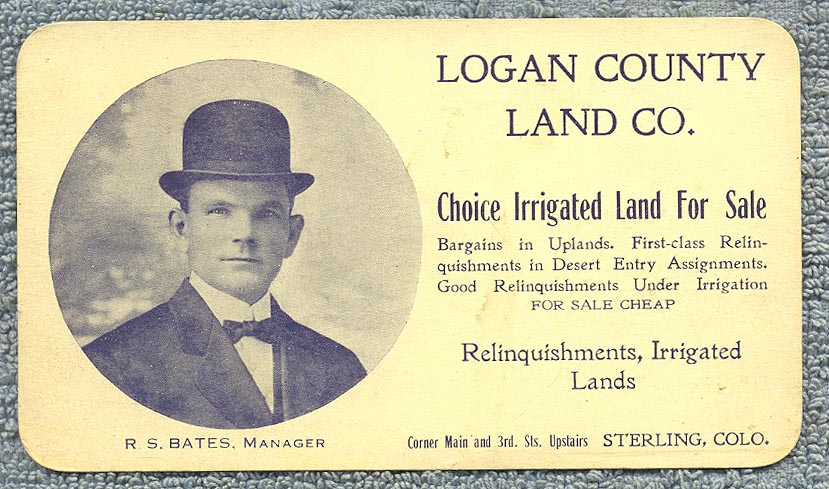 LOGAN COUNTY
LAND CO.
Choice Irrigated Land For Sale
Bargains in Uplands. First-class Relin-
quishments in Desert Entry Assignments.
Good Relinquishments Under Irrigation
FOR SALE CHEAP
Relinquishments, Irrigated
Lands
R. S. BATES, MANAGER
Corner Main and 3rd. Sts. Upstairs STERLING, COLO.